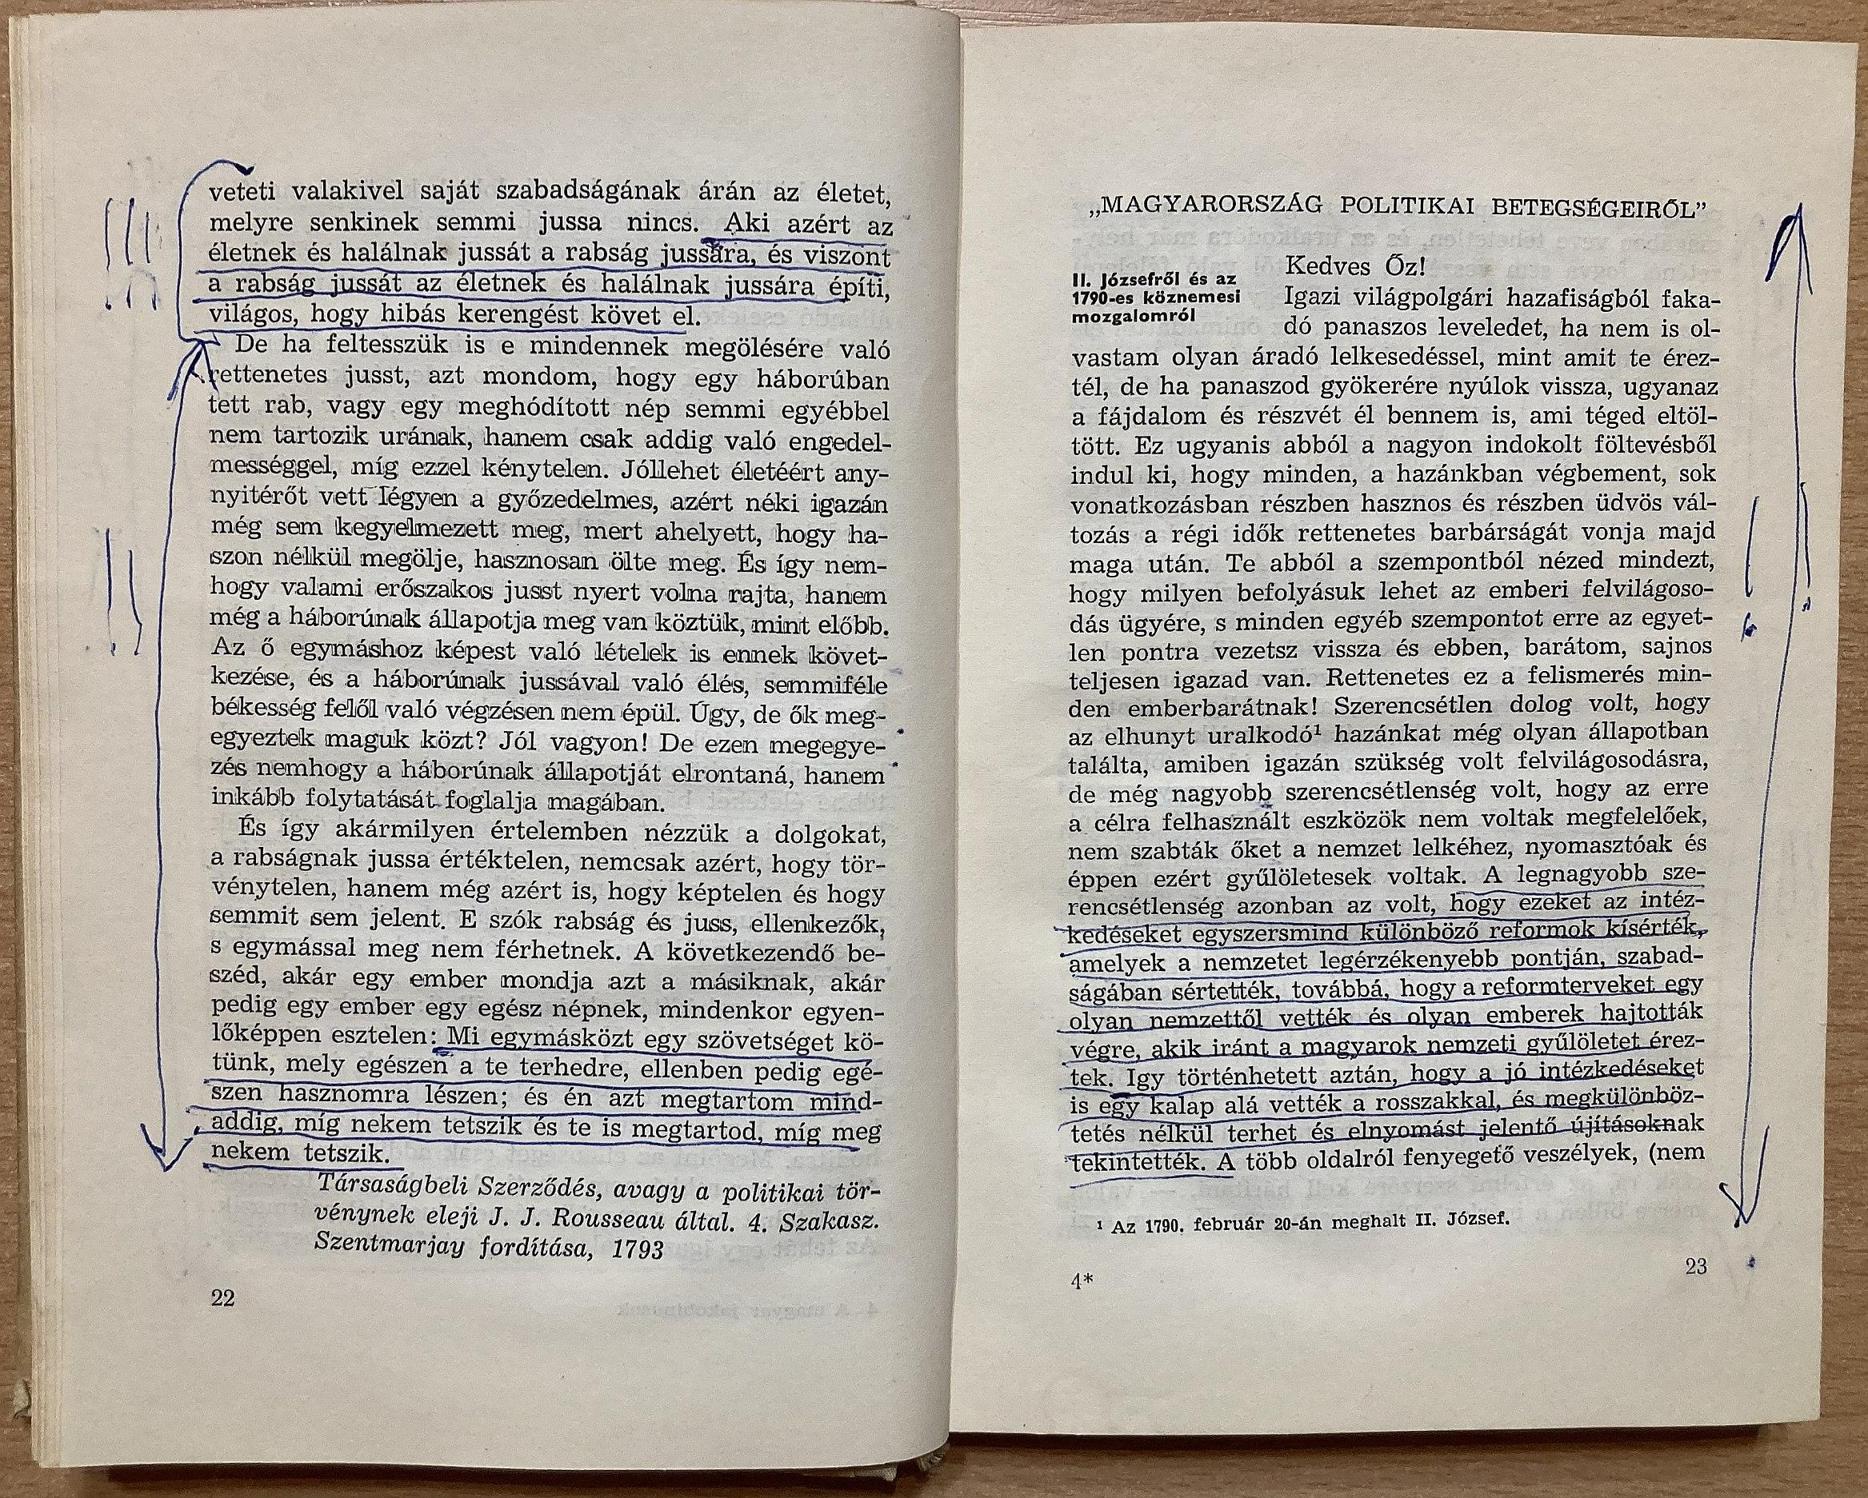 veteti valakivel saját szabadságának árán az életet,
melyre senkinek semmi jussa nincs. Aki azért az
életnek és halálnak jussát a rabság jussára, és viszont
a rabság jussát az életnek és halálnak jussára építi,
világos, hogy hibás kerengést követ el.
De ha feltesszük is e mindennek megölésére való
rettenetes jusst, azt mondom, hogy egy háborúban
tett rab, vagy egy meghódított nép semmi egyébbel
nem tartozik urának, hanem csak addig való engedel-
mességgel, míg ezzel kénytelen. Jóllehet életéért any-
nyitérőt vett légyen a győzedelmes, azért néki igazán
még sem kegyelmezett meg, mert ahelyett, hogy ha-
szon nélkül megölje, hasznosan ölte meg. És így nem-
hogy valami erőszakos jusst nyert volna rajta, hanem
még a háborúnak állapotja meg van köztük, mint előbb.
Az ő egymáshoz képest való lételek is ennek követ-
kezése, és a háborúnak jussával való élés, semmiféle
békesség felől való végzésen nem épül. Úgy, de ők meg-
egyeztek maguk közt? Jól vagyon! De ezen megegye-
zés nemhogy a háborúnak állapotját elrontaná, hanem
inkább folytatását foglalja magában.
És így akármilyen értelemben nézzük a dolgokat,
a rabságnak jussa értéktelen, nemcsak azért, hogy tör-
vénytelen, hanem még azért is, hogy képtelen és hogy
semmit sem jelent. E szók rabság és juss, ellenkezők,
s egymással meg nem férhetnek. A következendő be-
széd, akár egy ember mondja azt a másiknak, akár
pedig egy ember egy egész népnek, mindenkor egyen-
lőképpen esztelen: Mi egymásközt egy szövetséget kö-
tünk, mely egészen a te terhedre, ellenben pedig egé-
szen hasznomra lészen; és én azt megtartom mind-
addig, míg nekem tetszik és te is megtartod, míg meg
nekem tetszik.
Társaságbeli Szerződés, avagy a politikai tör-
vénynek eleji J. J. Rousseau által. 4. Szakasz.
Szentmarjay fordítása, 1793
22
„MAGYARORSZÁG POLITIKAI BETEGSÉGEIRŐL”
II. Józsefről és az
1790-es köznemesi
mozgalomról
Kedves Őz!
Igazi világpolgári hazafiságból faka-
dó panaszos leveledet, ha nem is ol-
vastam olyan áradó lelkesedéssel, mint amit te érez-
tél, de ha panaszod gyökerére nyúlok vissza, ugyanaz
a fájdalom és részvét él bennem is, ami téged eltöl-
tött. Ez ugyanis abból a nagyon indokolt föltevésből
indul ki, hogy minden, a hazánkban végbement, sok
vonatkozásban részben hasznos és részben üdvös vál-
tozás a régi idők rettenetes barbárságát vonja majd
maga után. Te abból a szempontból nézed mindezt,
hogy milyen befolyásuk lehet az emberi felvilágoso-
dás ügyére, s minden egyéb szempontot erre az egyet-
len pontra vezetsz vissza és ebben, barátom, sajnos
teljesen igazad van. Rettenetes ez a felismerés min-
den emberbarátnak! Szerencsétlen dolog volt, hogy
az elhunyt uralkodó¹ hazánkat még olyan állapotban
találta, amiben igazán szükség volt felvilágosodásra,
de még nagyobb szerencsétlenség volt, hogy az erre
a célra felhasznált eszközök nem voltak megfelelőek,
nem szabták őket a nemzet lelkéhez, nyomasztóak és
éppen ezért gyűlöletesek voltak. A legnagyobb sze-
rencsétlenség azonban az volt, hogy ezeket az intéz-
kedéseket egyszersmind különböző reformok kísérték,
amelyek a nemzetet legérzékenyebb pontján, szabad-
ságában sértették, továbbá, hogy a reformterveket egy
olyan nemzettől vették és olyan emberek hajtották
végre, akik iránt a magyarok nemzeti gyűlöletet érez-
tek. Igy történhetett aztán, hogy a jó intézkedéseket
is egy kalap alá vették a rosszakkal, és megkülönböz-
tetés nélkül terhet és elnyomást jelentő újításoknak
tekintették. A több oldalról fenyegető veszélyek, (nem
¹ Az 1790. február 20-án meghalt II. József.
4*
23